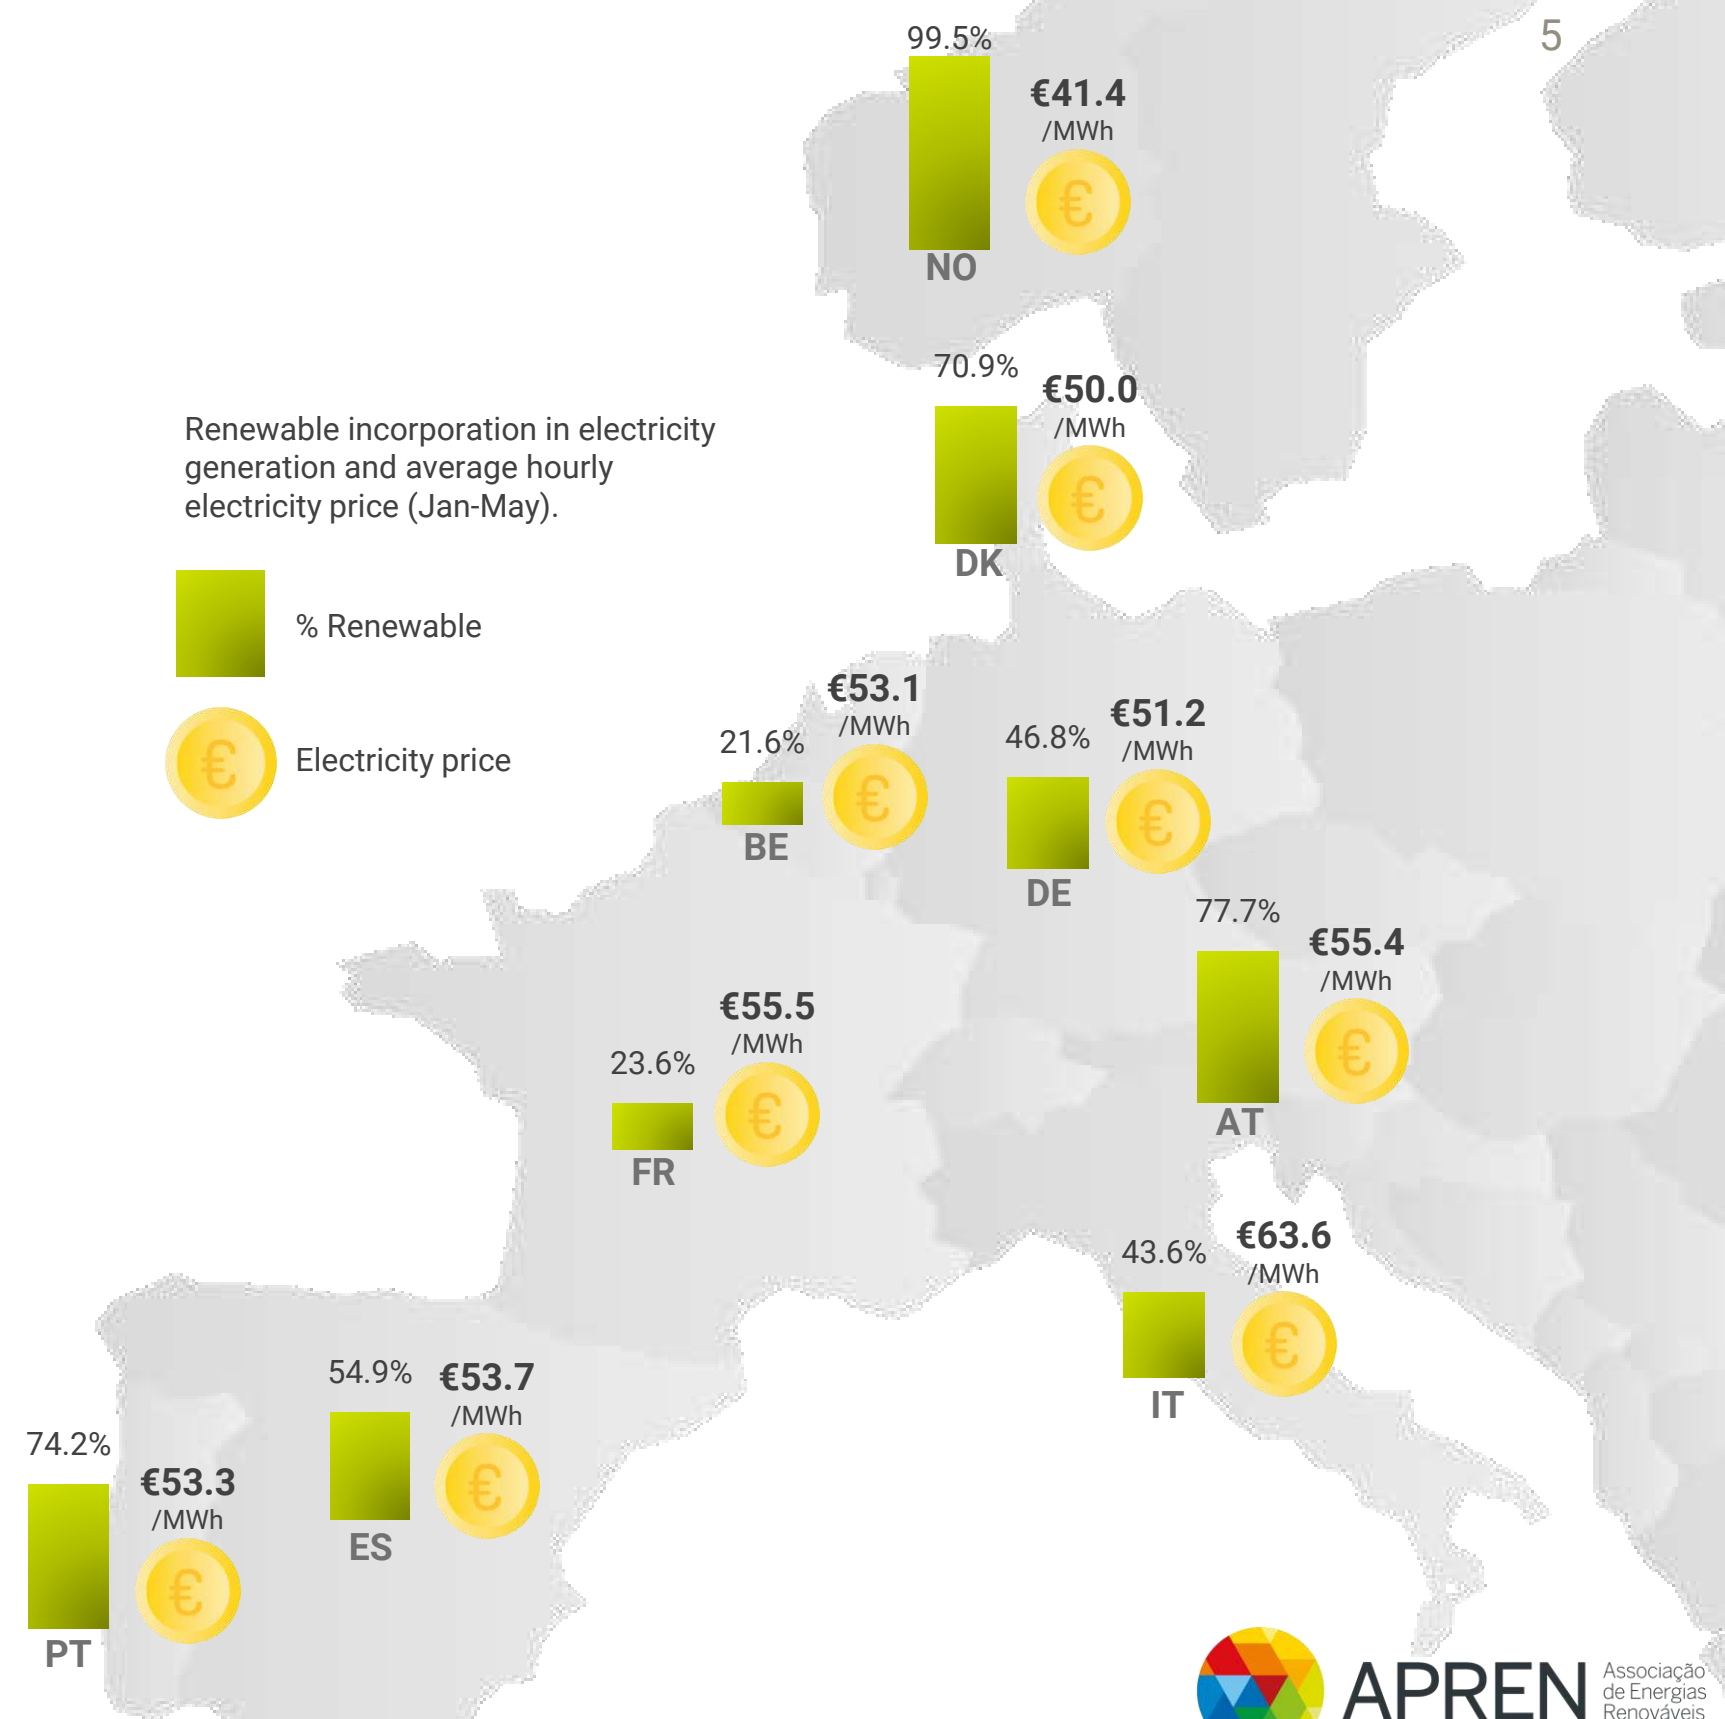 5
99.5%
€41.4
/MWh
€
NO
70.9%
€50.0
/MWh
€
DK
Renewable incorporation in electricity
generation and average hourly
electricity price (Jan-May).
% Renewable
€
Electricity price
21.6%
€53.1
/MWh
€
BE
46.8%
€51.2
/MWh
€
DE
77.7%
€55.4
/MWh
€
AT
23.6%
€55.5
/MWh
€
FR
43.6%
€63.6
/MWh
€
IT
54.9%
€53.7
/MWh
€
ES
74.2%
€53.3
/MWh
€
PT
APREN
Associação
de Energias
Renováveis